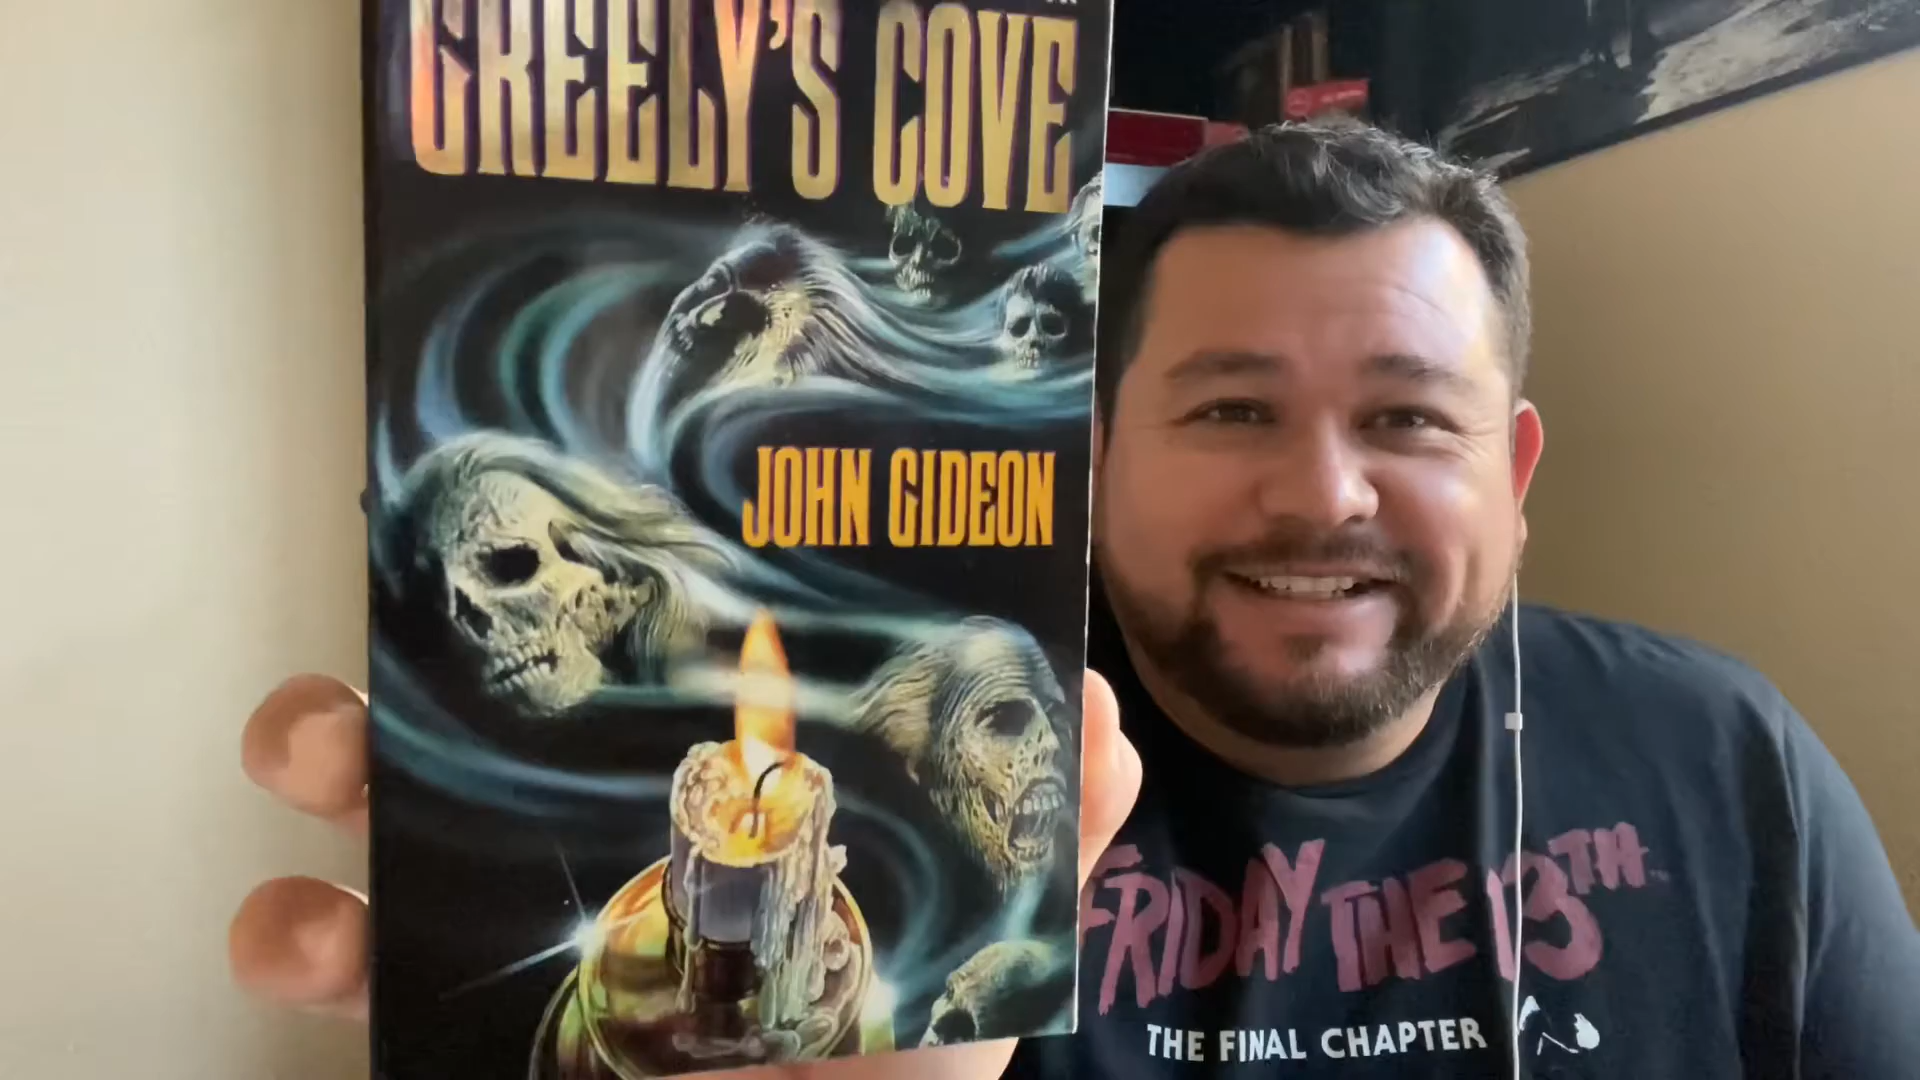 GREELY'S COVE
JOHN GIDEON
FRIDAY THE 13TH
THE FINAL CHAPTER